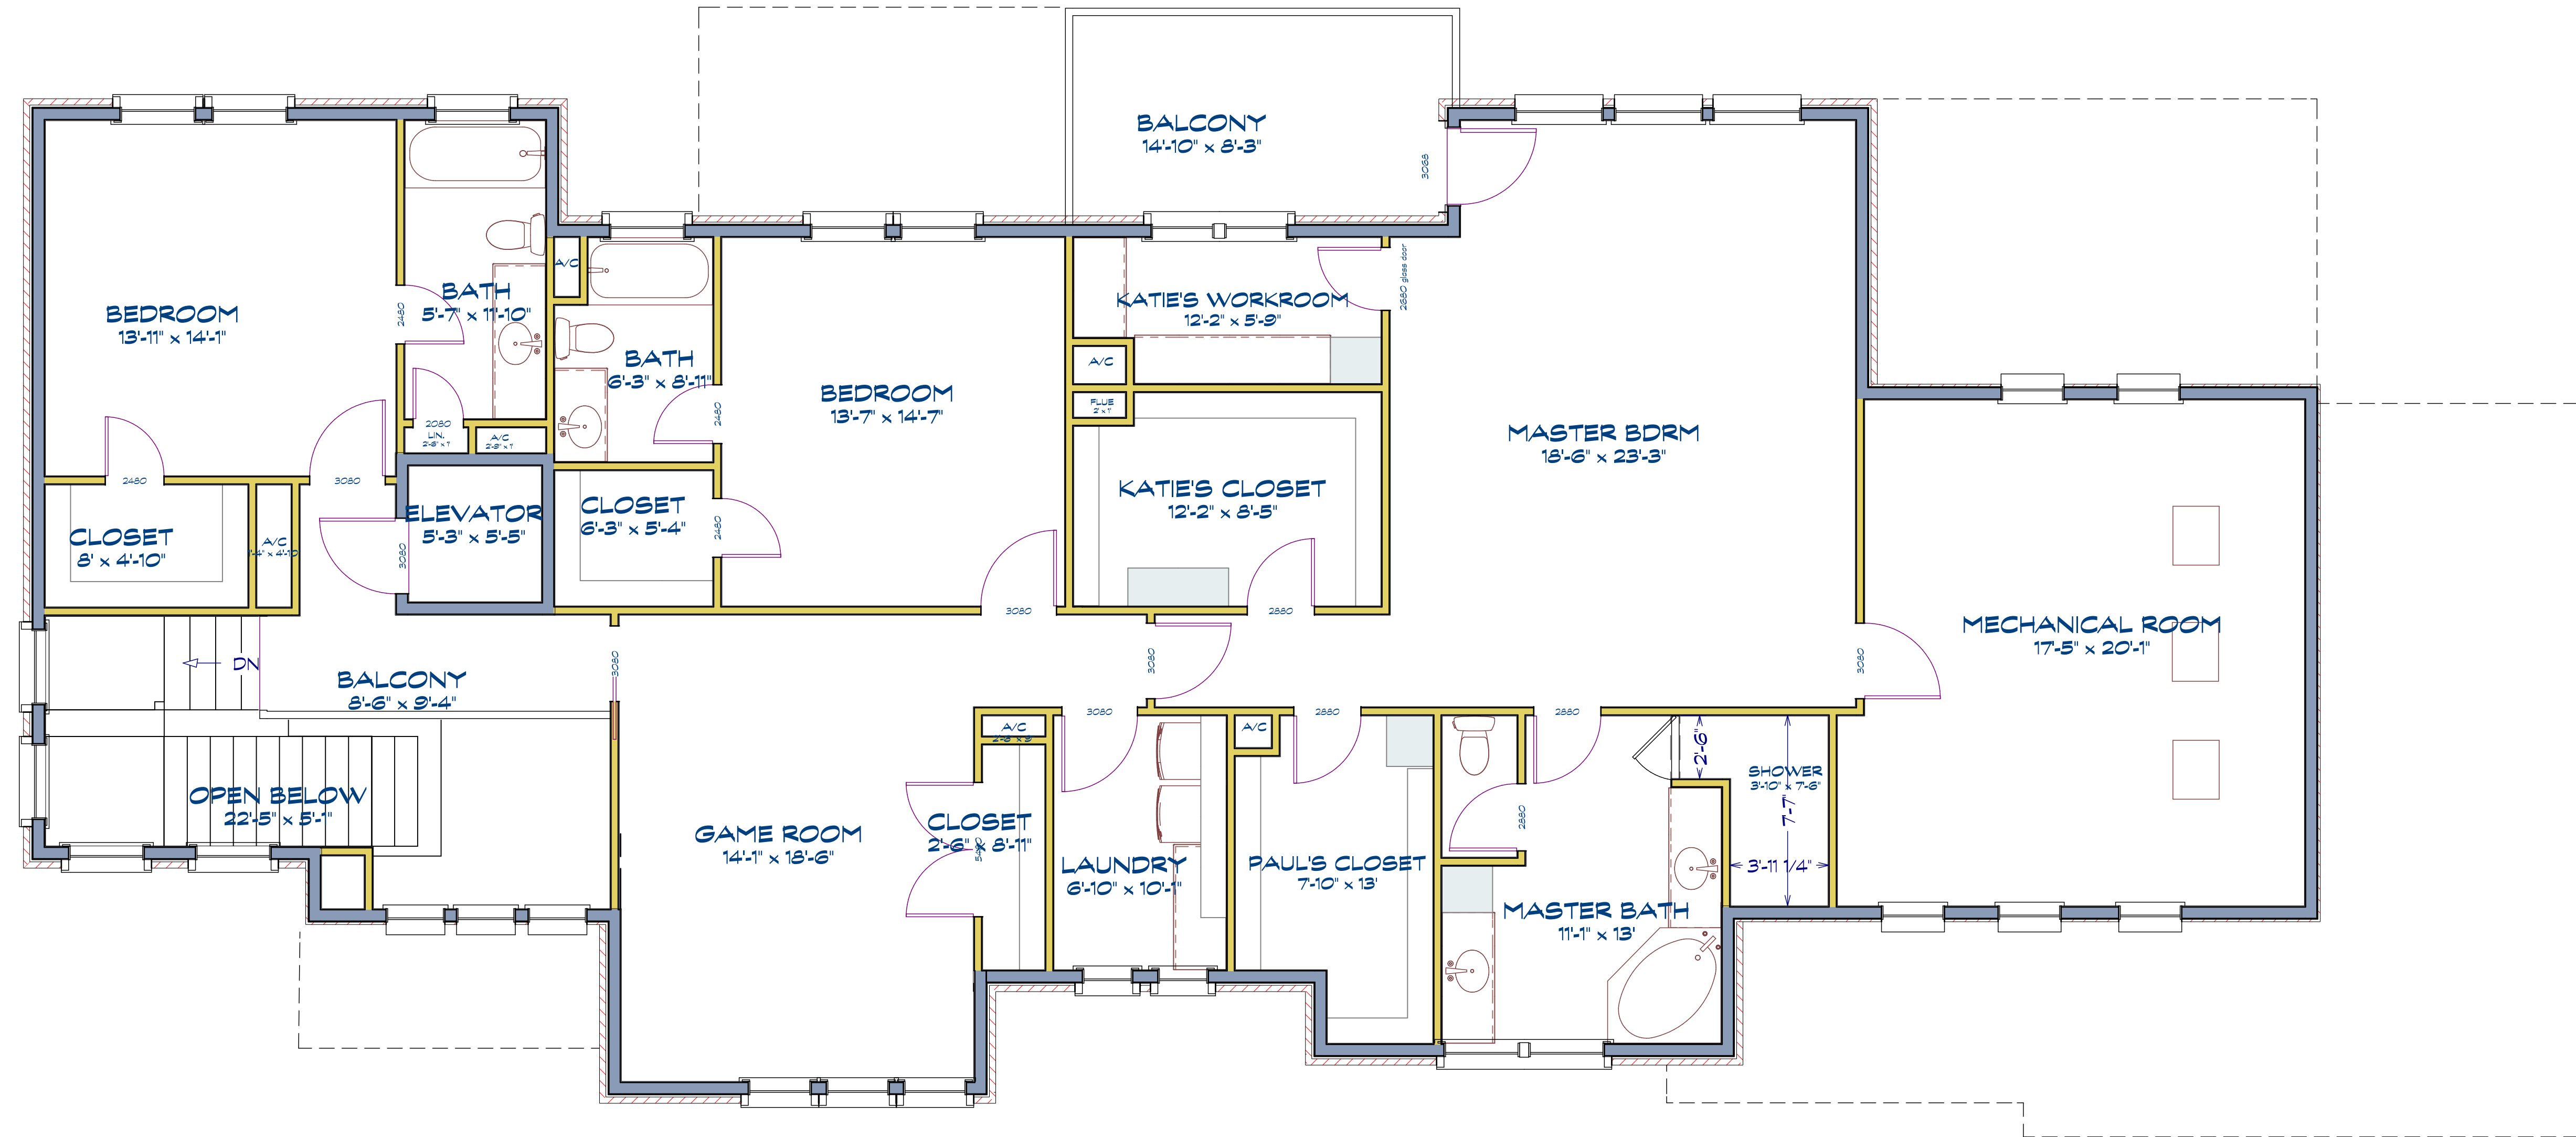 BALCONY
14'-10" x 8'-3"
3068
BEDROOM
13'-11" x 14'-1"
2480
BATH
5'-7" x 11'-10"
A/C
BATH
6'-3" x 8'-11"
2480
BEDROOM
13'-7" x 14'-7"
KATIE'S WORKROOM
12'-2" x 5'-9"
2880 glass door
A/C
FLUE
2' x ?
MASTER BDRM
18'-6" x 23'-3"
2080
LIN.
A/C
2480
3080
CLOSET
8' x 4'-10"
A/C
ELEVATOR
5'-3" x 5'-5"
3080
CLOSET
6'-3" x 5'-4"
2480
KATIE'S CLOSET
12'-2" x 8'-5"
3080
2880
MECHANICAL ROOM
17'-5" x 20'-1"
3080
DN
BALCONY
8'-6" x 9'-4"
3080
3080
3080
2880
2880
A/C
A/C
2'-6"
SHOWER
3'-10" x 7'-6"
7'-7"
3'-11 1/4"
OPEN BELOW
22'-5" x 5'-1"
GAME ROOM
14'-1" x 18'-6"
CLOSET
2'-6" x 8'-11"
LAUNDRY
6'-10" x 10'-1"
PAUL'S CLOSET
7'-10" x 13'
2880
MASTER BATH
11'-1" x 13'